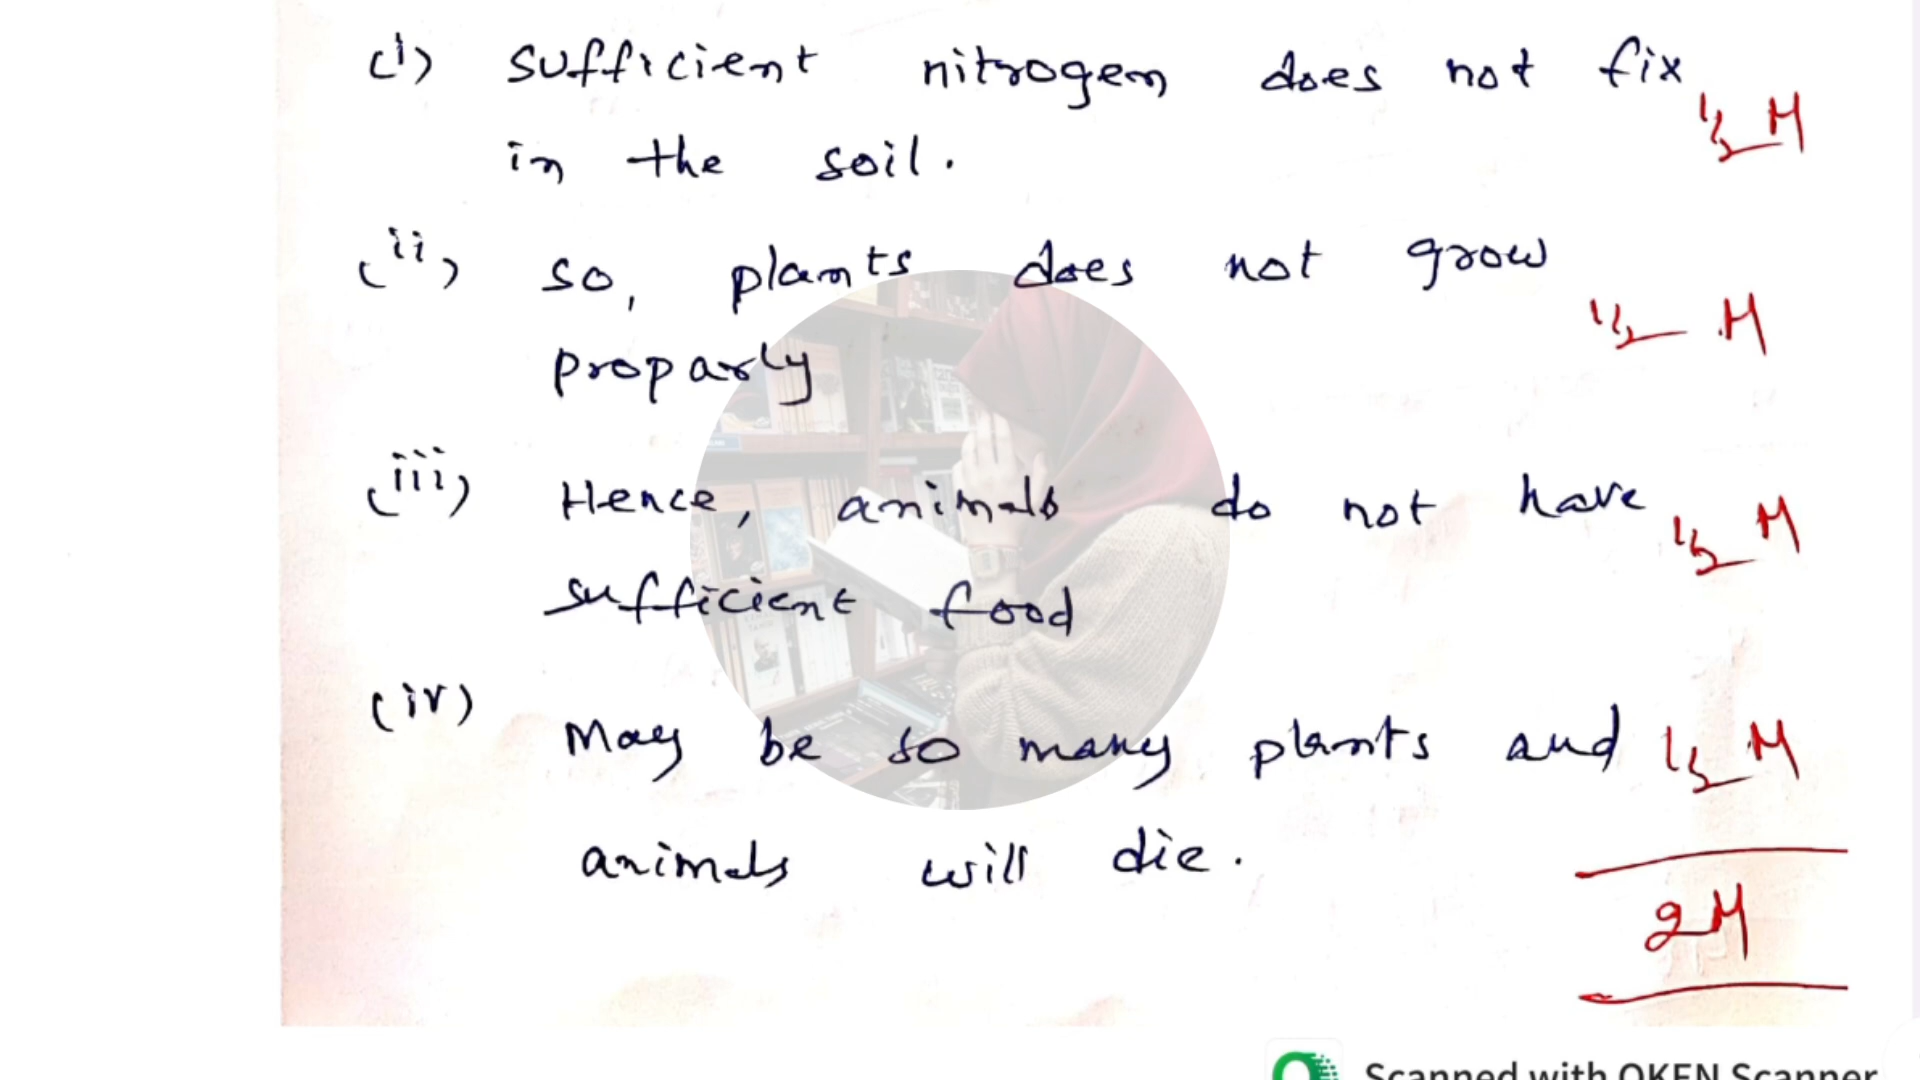 (i) sufficient nitrogen does not fix
1/2 M
in the soil.
(ii) so, plants does not grow
1/2 M
proparly
(iii) Hence, animals do not have
1/2 M
sufficient food
(iv) May be so many plants and 1/2 M
animals will die.
2M
Scanned with OKEN Scanner